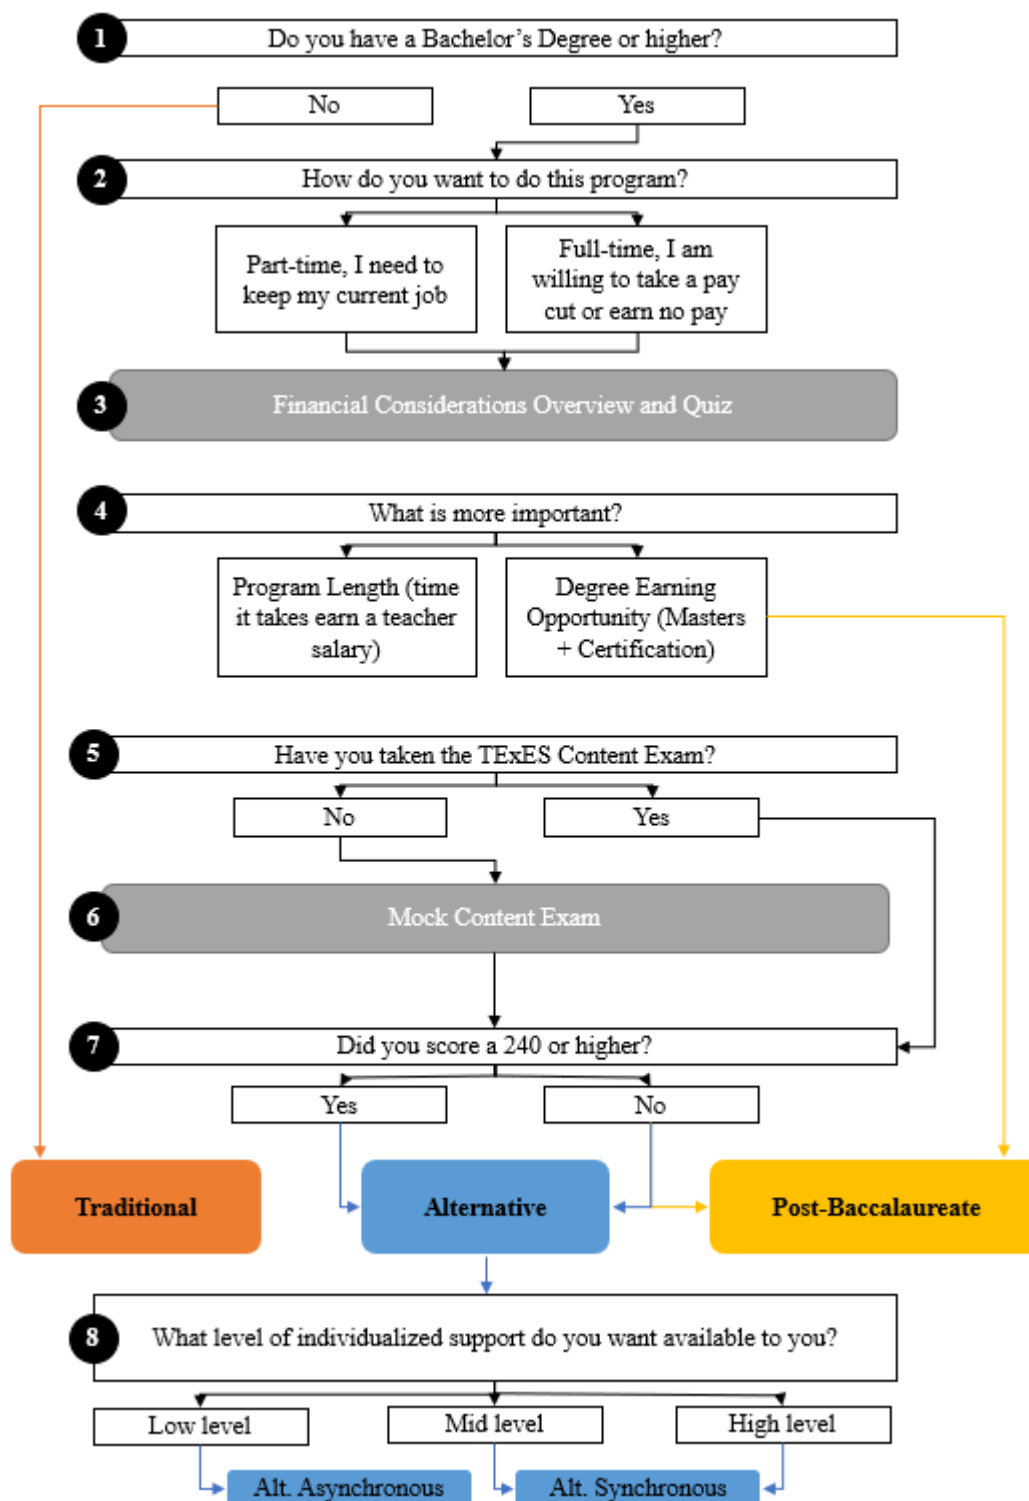 1
Do you have a Bachelor's Degree or higher?
No
Yes
2
How do you want to do this program?
Part-time, I need to
keep my current job
Full-time, I am
willing to take a pay
cut or earn no pay
3
Financial Considerations Overview and Quiz
4
What is more important?
Program Length (time
it takes earn a teacher
salary)
Degree Earning
Opportunity (Masters
+ Certification)
5
Have you taken the TExES Content Exam?
No
Yes
6
Mock Content Exam
7
Did you score a 240 or higher?
Yes
No
Traditional
Alternative
Post-Baccalaureate
8
What level of individualized support do you want available to you?
Low level
Mid level
High level
Alt. Asynchronous
Alt. Synchronous